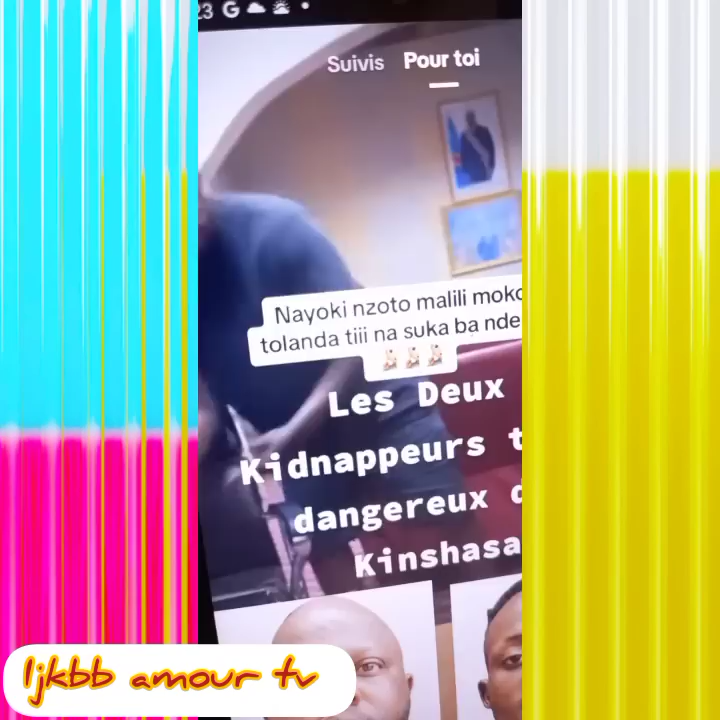 23 G
Suivis Pour toi
Nayoki nzoto malili moko
tolanda tiii na suka ba nde
Les Deux
Kidnappeurs t
dangereux d
Kinshasa
ljkbb amour tv